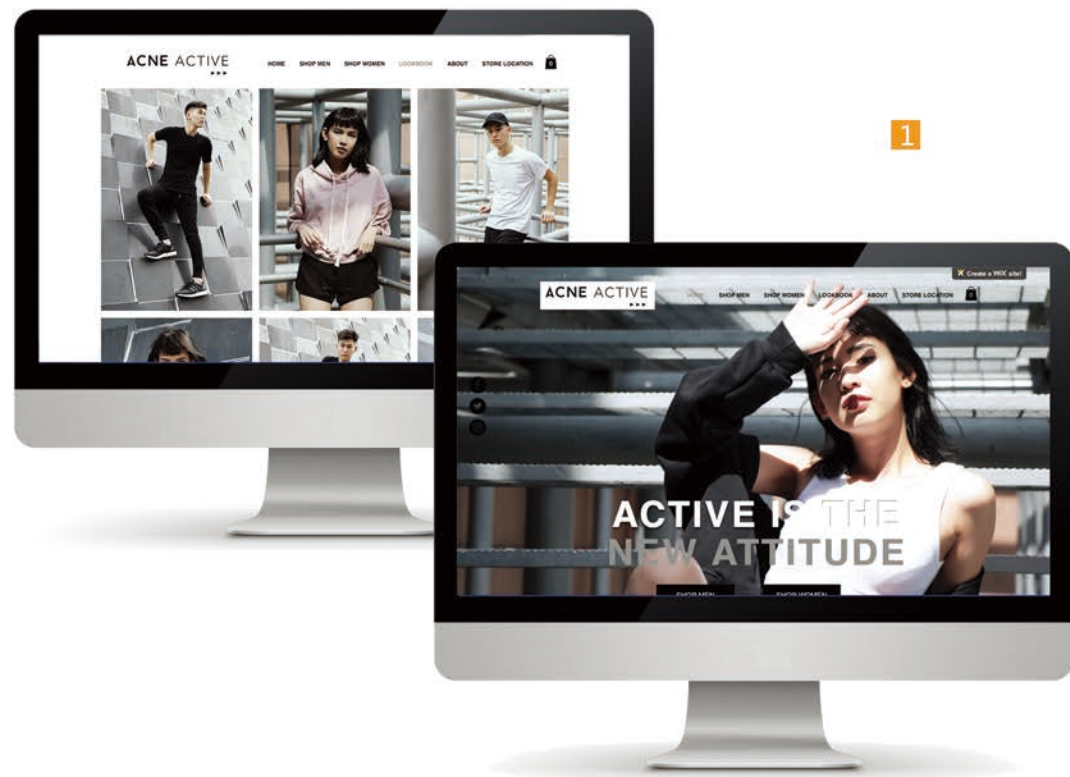 ACNE ACTIVE
HOME SHOP MEN SHOP WOMEN LOOKBOOK ABOUT STORE LOCATION 0
1
Create a WiX site!
ACNE ACTIVE
HOME SHOP MEN SHOP WOMEN LOOKBOOK ABOUT STORE LOCATION
ACTIVE IS THE
NEW ATTITUDE
SHOP MEN SHOP WOMEN